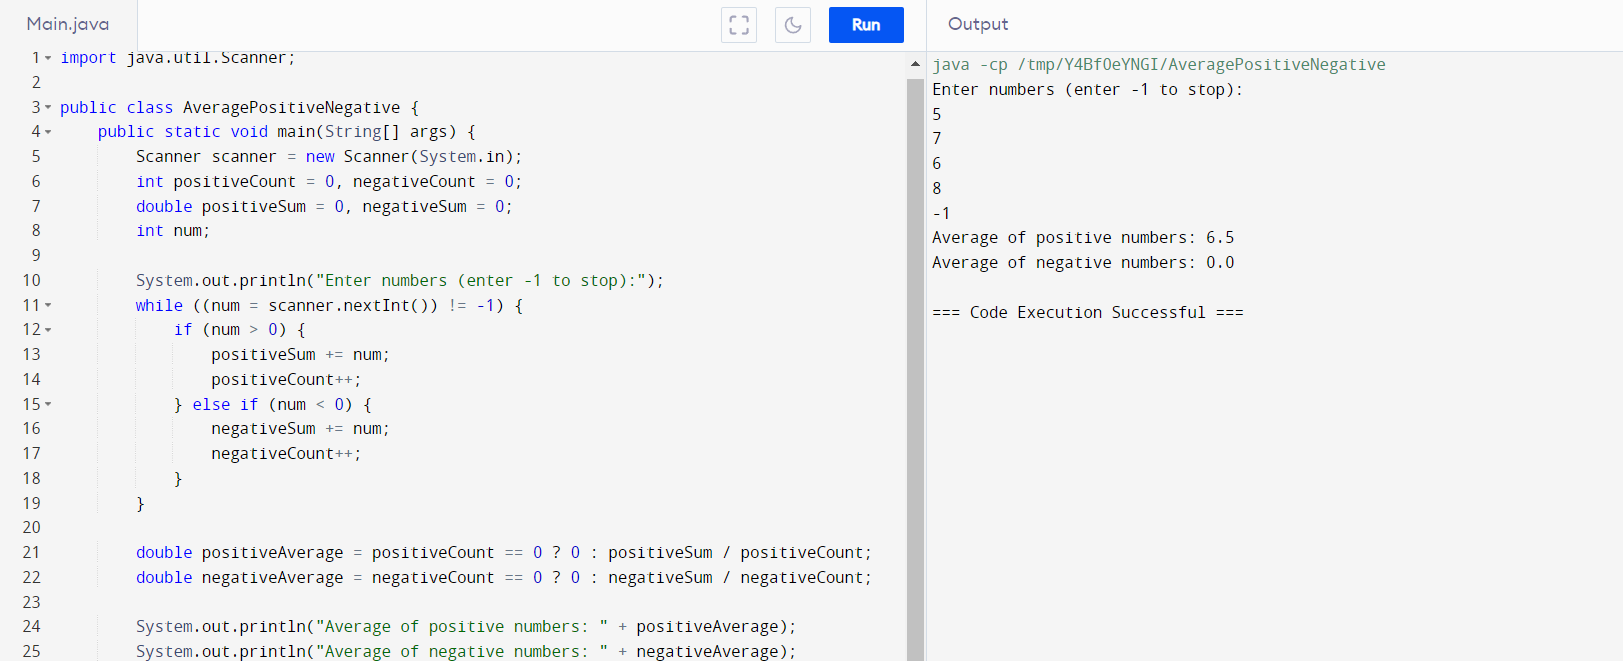 Main.java
Run
Output
1 import java.util.Scanner;
2
3 public class AveragePositiveNegative {
4     public static void main(String[] args) {
5         Scanner scanner = new Scanner(System.in);
6         int positiveCount = 0, negativeCount = 0;
7         double positiveSum = 0, negativeSum = 0;
8         int num;
9
10         System.out.println("Enter numbers (enter -1 to stop):");
11         while ((num = scanner.nextInt()) != -1) {
12             if (num > 0) {
13                 positiveSum += num;
14                 positiveCount++;
15             } else if (num < 0) {
16                 negativeSum += num;
17                 negativeCount++;
18             }
19         }
20
21         double positiveAverage = positiveCount == 0 ? 0 : positiveSum / positiveCount;
22         double negativeAverage = negativeCount == 0 ? 0 : negativeSum / negativeCount;
23
24         System.out.println("Average of positive numbers: " + positiveAverage);
25         System.out.println("Average of negative numbers: " + negativeAverage);
java -cp /tmp/Y4Bf0eYNGI/AveragePositiveNegative
Enter numbers (enter -1 to stop):
5
7
6
8
-1
Average of positive numbers: 6.5
Average of negative numbers: 0.0
=== Code Execution Successful ===